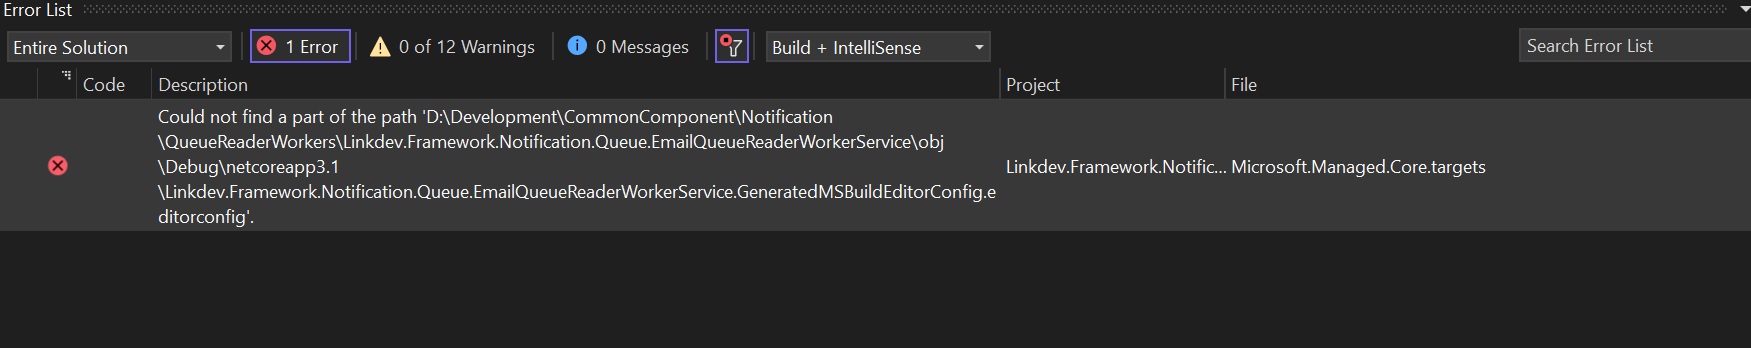 Error List
Entire Solution
1 Error
0 of 12 Warnings
0 Messages
Build + IntelliSense
Search Error List
Code
Description
Project
File
Could not find a part of the path 'D:\Development\CommonComponent\Notification
\QueueReaderWorkers\Linkdev.Framework.Notification.Queue.EmailQueueReaderWorkerService\obj
\Debug\netcoreapp3.1
\Linkdev.Framework.Notification.Queue.EmailQueueReaderWorkerService.GeneratedMSBuildEditorConfig.e
ditorconfig'.
Linkdev.Framework.Notific...
Microsoft.Managed.Core.targets